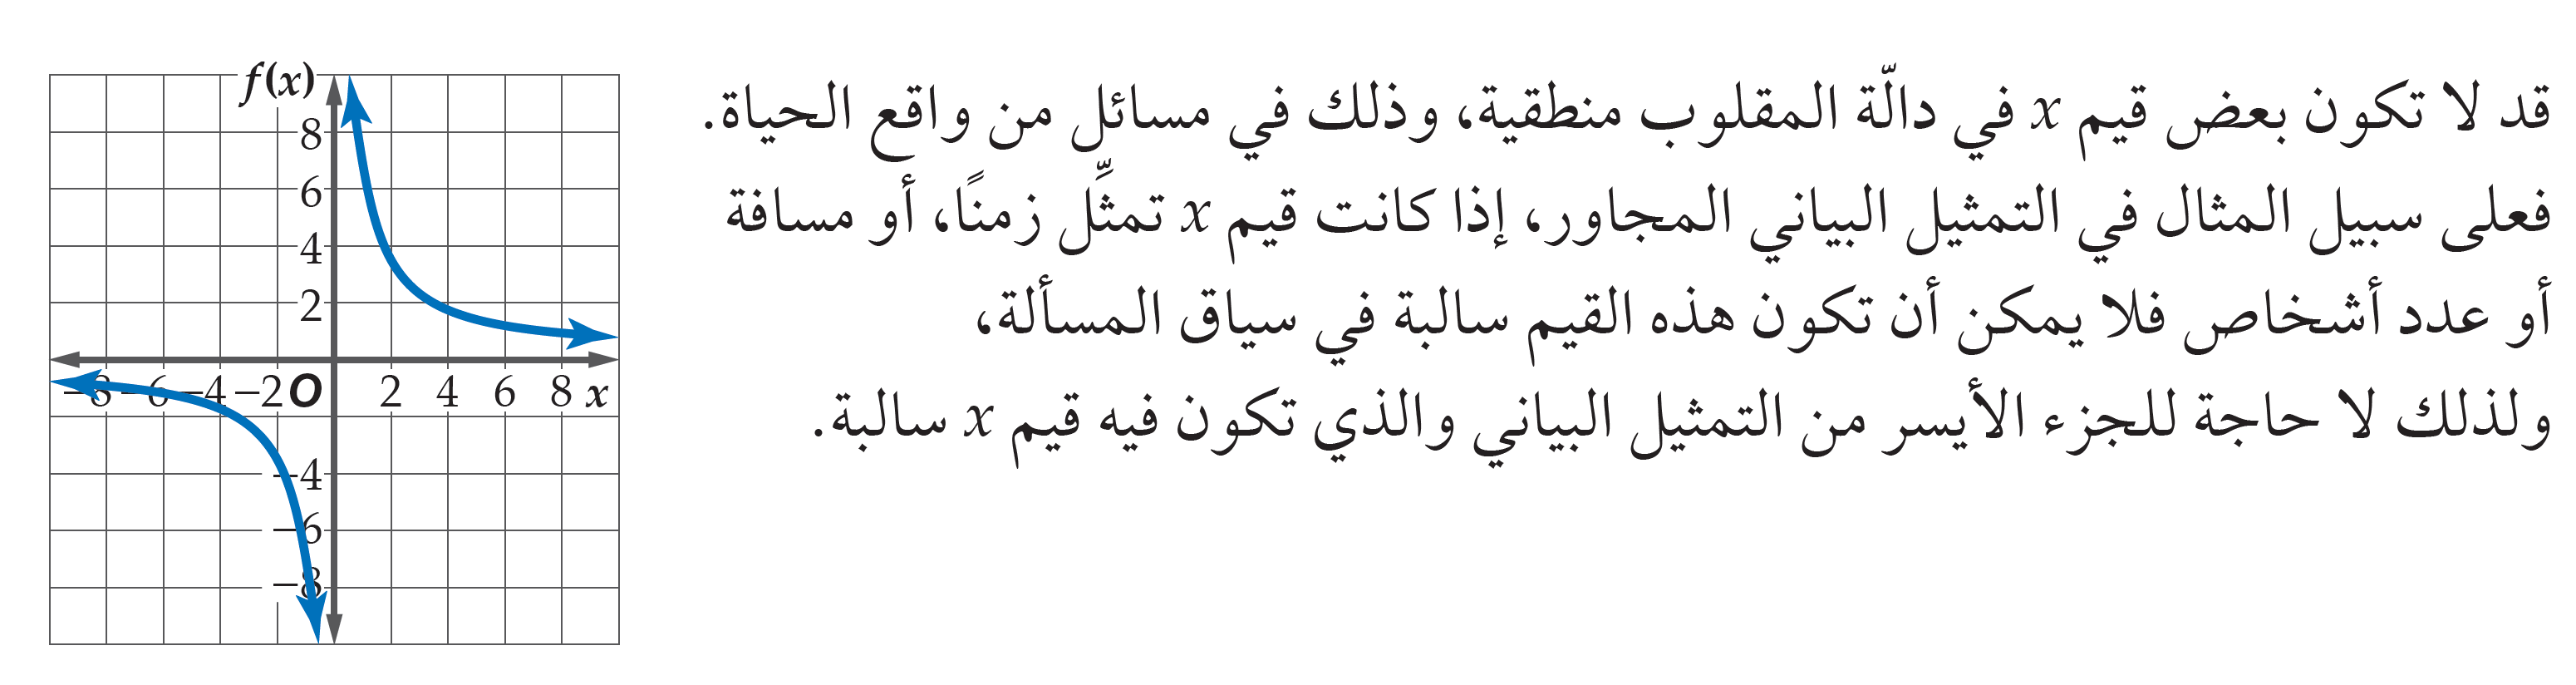 قد لا تكون بعض قيم x في دالّة المقلوب منطقية، وذلك في مسائل من واقع الحياة.
فعلى سبيل المثال في التمثيل البياني المجاور، إذا كانت قيم x تمثِّل زمنًا، أو مسافة
أو عدد أشخاص فلا يمكن أن تكون هذه القيم سالبة في سياق المسألة،
ولذلك لا حاجة للجزء الأيسر من التمثيل البياني والذي تكون فيه قيم x سالبة.
f(x)
8
6
4
2
−8 −6 −4 −2 O 2 4 6 8 x
−4
−6
−8